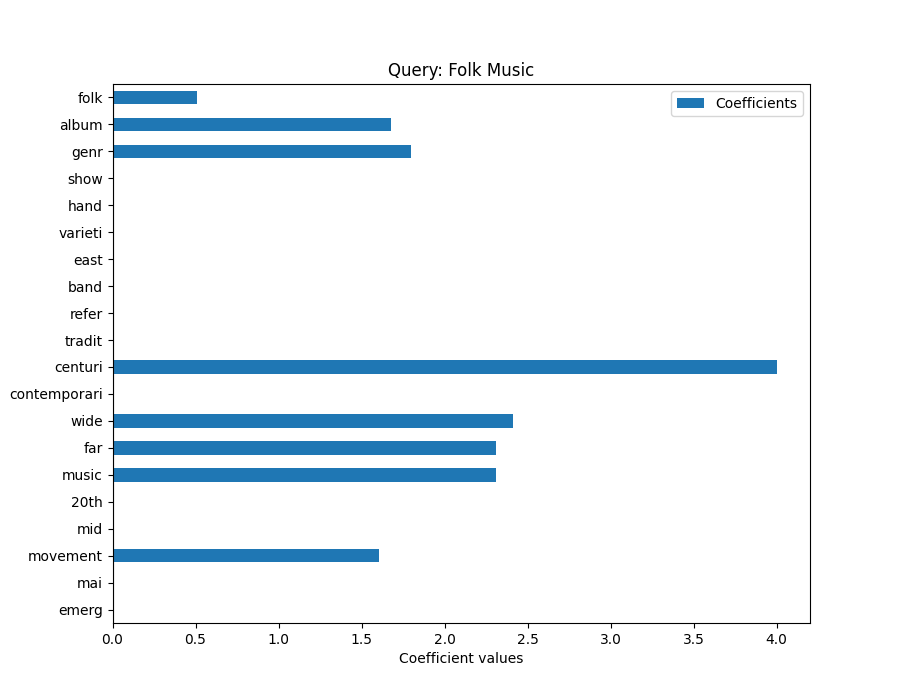 Query: Folk Music
Coefficients
folk
album
genr
show
hand
varieti
east
band
refer
tradit
centuri
contemporari
wide
far
music
20th
mid
movement
mai
emerg
0.0 0.5 1.0 1.5 2.0 2.5 3.0 3.5 4.0
Coefficient values